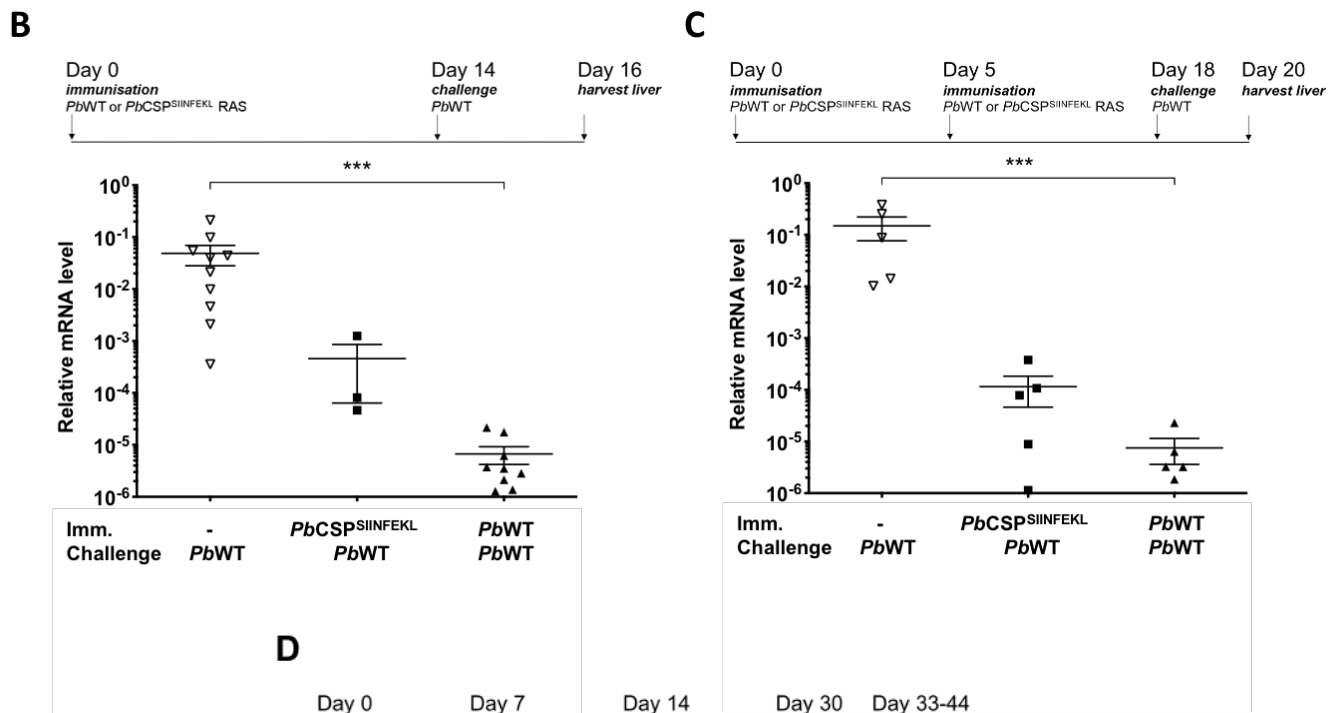 B
Day 0
immunisation
PbWT or PbCSPSIINFEKL RAS
Day 14
challenge
PbWT
Day 16
harvest liver
***
Relative mRNA level
10^0
10^-1
10^-2
10^-3
10^-4
10^-5
10^-6
Imm. - PbCSPSIINFEKL PbWT
Challenge PbWT PbWT PbWT
C
Day 0
immunisation
PbWT or PbCSPSIINFEKL RAS
Day 5
immunisation
PbWT or PbCSPSIINFEKL RAS
Day 18
challenge
PbWT
Day 20
harvest liver
***
Relative mRNA level
10^0
10^-1
10^-2
10^-3
10^-4
10^-5
10^-6
Imm. - PbCSPSIINFEKL PbWT
Challenge PbWT PbWT PbWT
D
Day 0 Day 7 Day 14 Day 30 Day 33-44